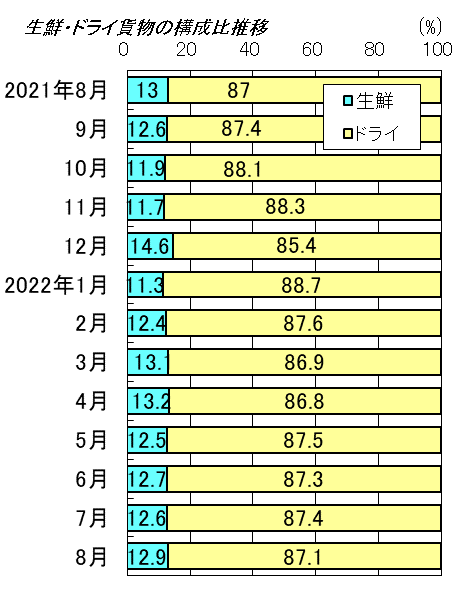 生鮮・ドライ貨物の構成比推移 (%)
0 20 40 60 80 100
2021年8月 13 87
9月 12.6 87.4
10月 11.9 88.1
11月 11.7 88.3
12月 14.6 85.4
2022年1月 11.3 88.7
2月 12.4 87.6
3月 13.1 86.9
4月 13.2 86.8
5月 12.5 87.5
6月 12.7 87.3
7月 12.6 87.4
8月 12.9 87.1
生鮮
ドライ